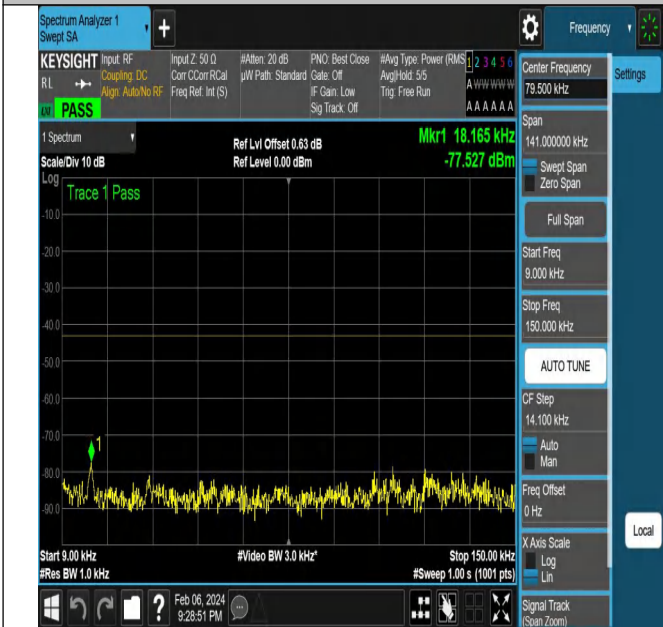 Spectrum Analyzer 1
Swept SA
+
Frequency
KEYSIGHT
RL
PASS
Input: RF
Coupling: DC
Align: Auto/No RF
Input Z: 50 Ω
Corr CCorr RCal
Freq Ref: Int (S)
#Atten: 20 dB
µW Path: Standard
PNO: Best Close
Gate: Off
IF Gain: Low
Sig Track: Off
#Avg Type: Power (RMS
Avg|Hold: 5/5
Trig: Free Run
1 2 3 4 5 6
A W W W W W
A A A A A A
1 Spectrum
Scale/Div 10 dB
Log
Ref Lvl Offset 0.63 dB
Ref Level 0.00 dBm
Mkr1 18.165 kHz
-77.527 dBm
Trace 1 Pass
-10.0
-20.0
-30.0
-40.0
-50.0
-60.0
-70.0
-80.0
-90.0
1
Start 9.00 kHz
#Res BW 1.0 kHz
#Video BW 3.0 kHz*
Stop 150.00 kHz
#Sweep 1.00 s (1001 pts)
Center Frequency
79.500 kHz
Span
141.000000 kHz
Swept Span
Zero Span
Full Span
Start Freq
9.000 kHz
Stop Freq
150.000 kHz
AUTO TUNE
CF Step
14.100 kHz
Auto
Man
Freq Offset
0 Hz
X Axis Scale
Log
Lin
Signal Track
(Span Zoom)
Settings
Local
?
Feb 06, 2024
9:28:51 PM